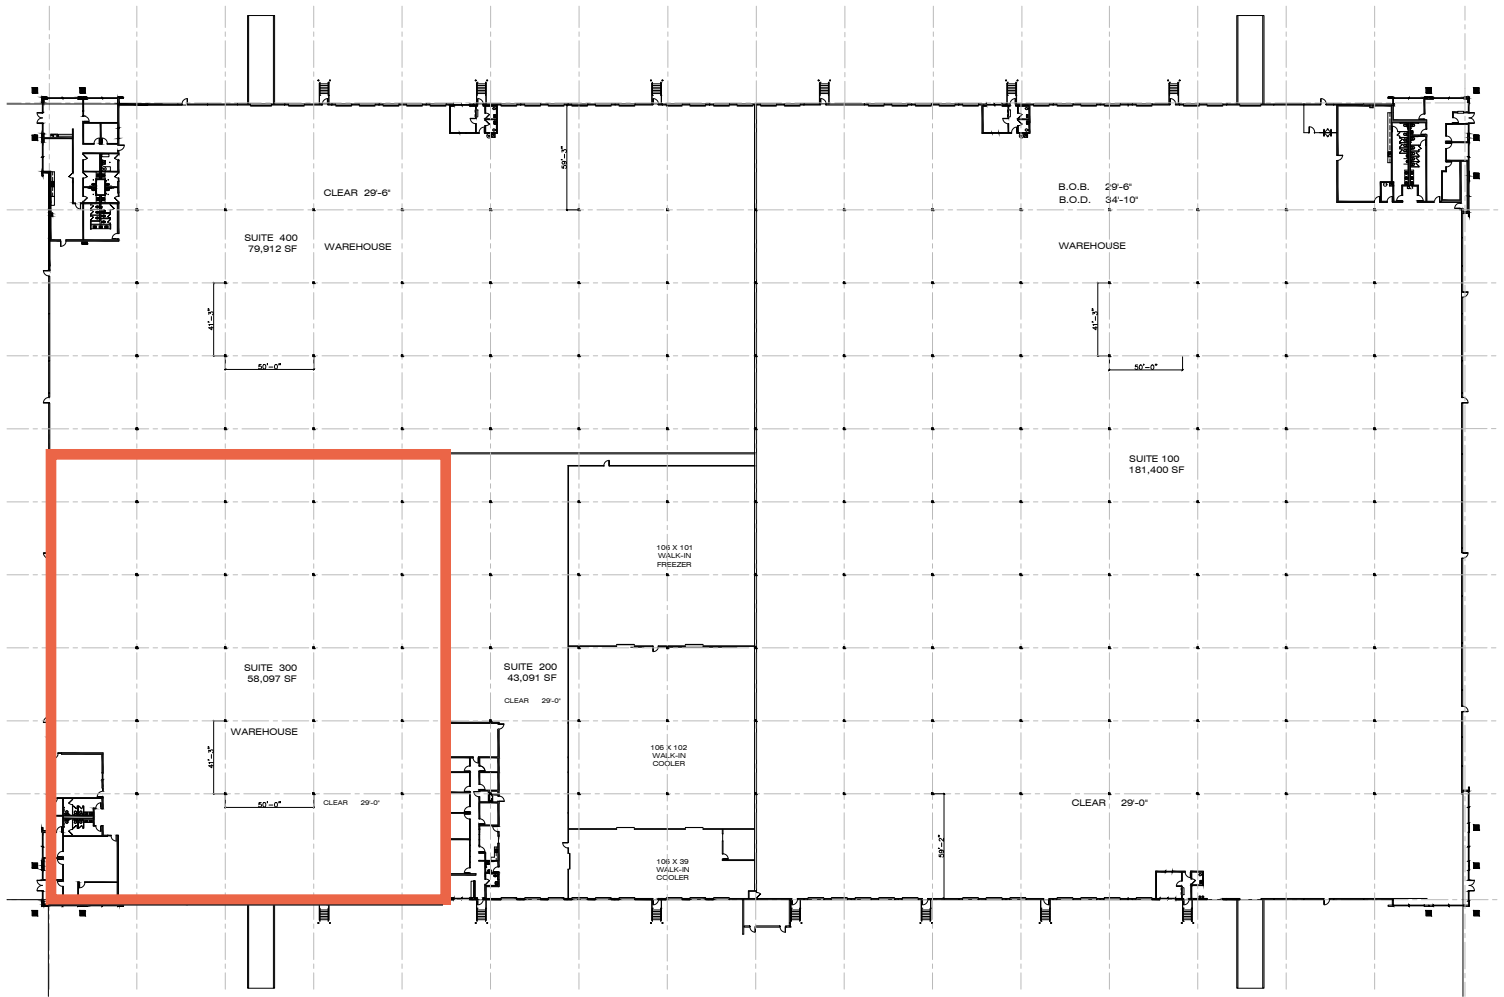 59'-3"
CLEAR 29'-6"
B.O.B. 29'-6"
B.O.D. 34'-10"
SUITE 400
79,912 SF
WAREHOUSE
WAREHOUSE
41'-3"
41'-3"
50'-0"
50'-0"
SUITE 100
181,400 SF
106 X 101
WALK-IN
FREEZER
SUITE 300
58,097 SF
SUITE 200
43,091 SF
CLEAR 29'-0"
WAREHOUSE
41'-3"
106 X 102
WALK-IN
COOLER
50'-0"
CLEAR 29'-0"
CLEAR 29'-0"
59'-2"
106 X 39
WALK-IN
COOLER